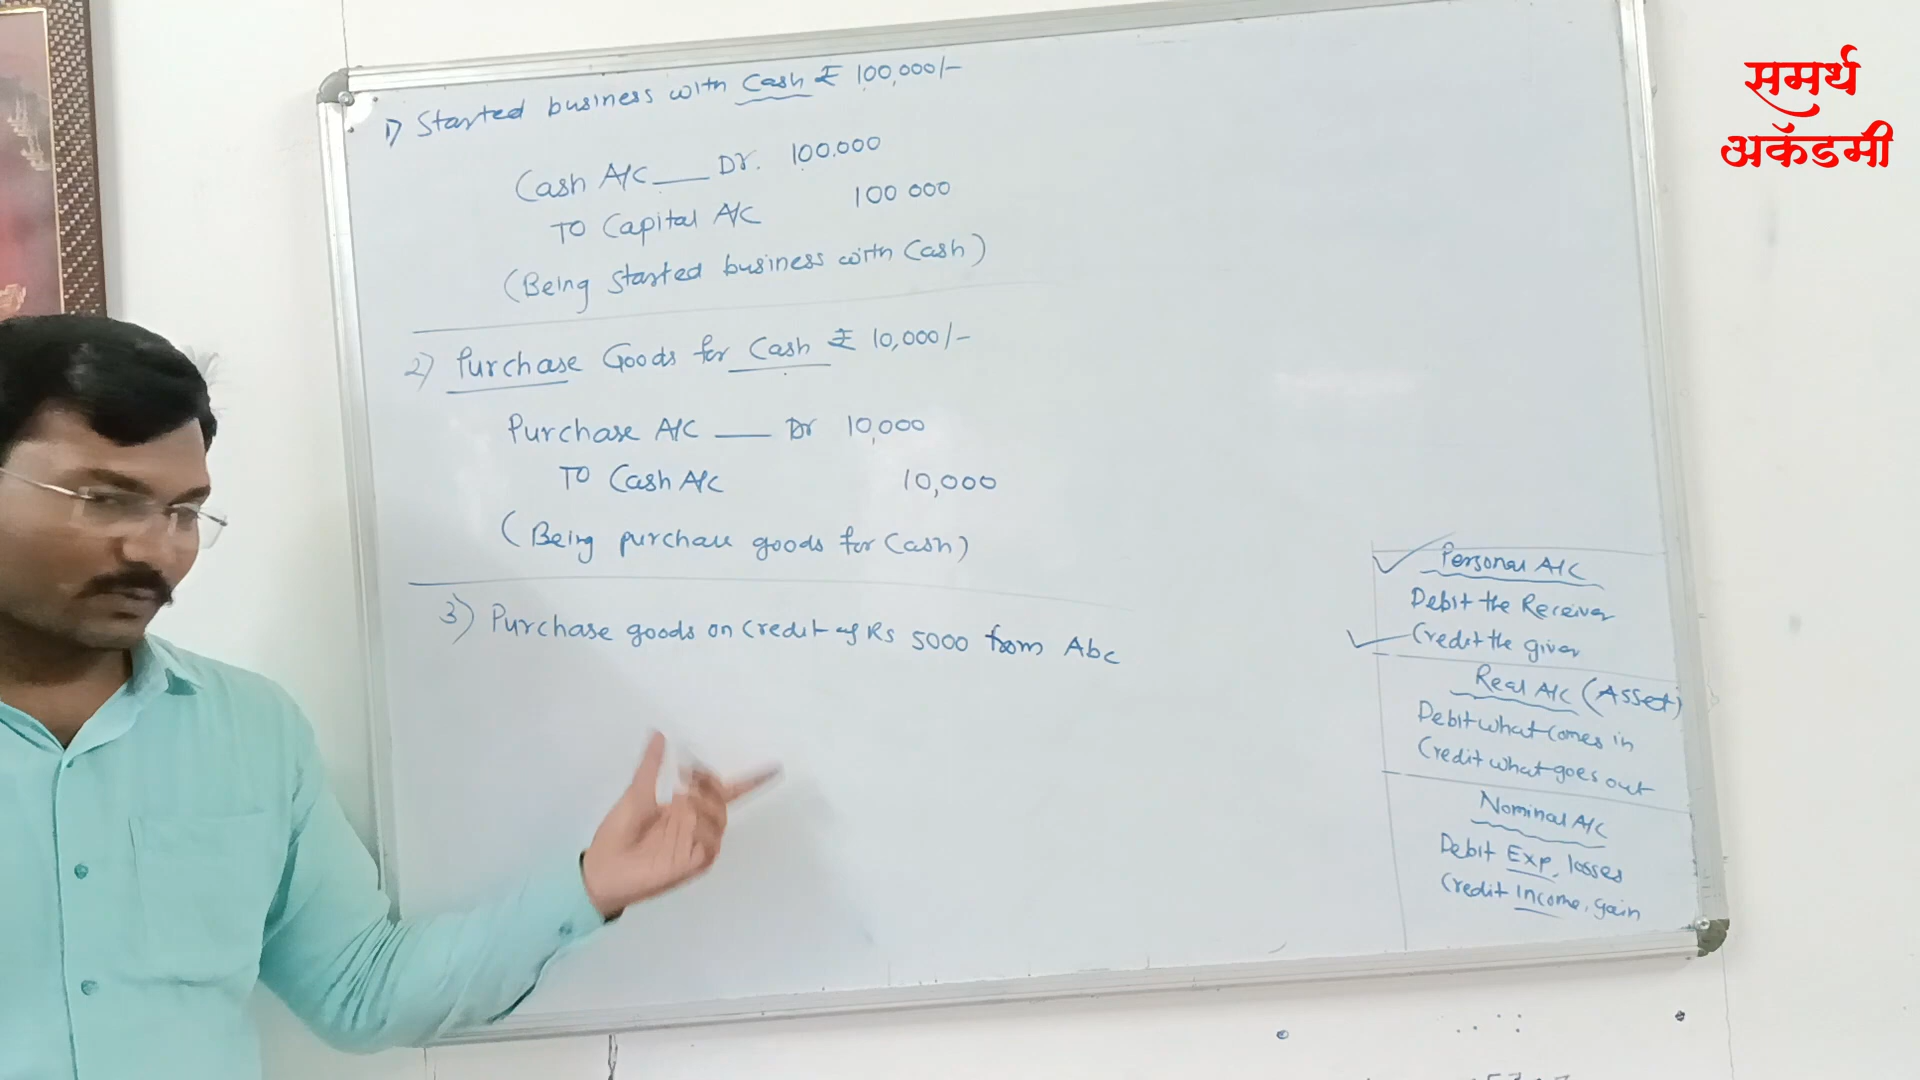 1) Started business with Cash ₹ 100,000/-
Cash A/C ___ Dr. 100.000
To Capital A/C 100 000
(Being Started business with Cash)
2) Purchase Goods for Cash ₹ 10,000/-
Purchase A/C ___ Dr 10,000
To Cash A/C 10,000
(Being purchase goods for Cash)
3) Purchase goods on Credit of Rs 5000 from Abc
Personal A/C
Debit the Receiver
Credit the giver
Real A/C (Asset)
Debit what comes in
Credit what goes out
Nominal A/C
Debit Exp, losses
Credit Income, gain
समर्थ
अकॅडमी